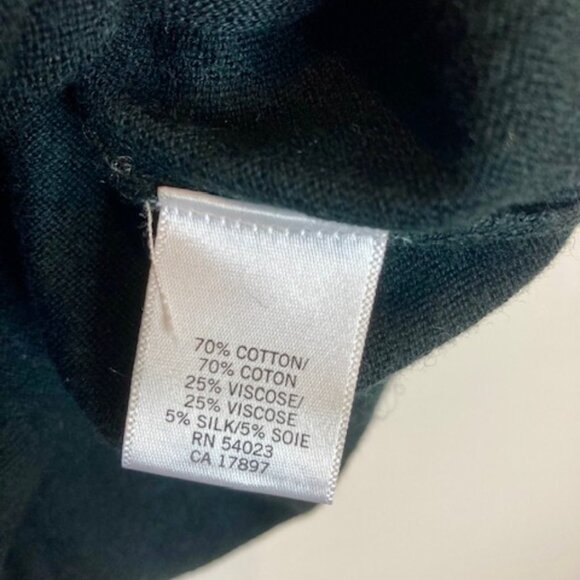 70% COTTON/
70% COTON
25% VISCOSE/
25% VISCOSE
5% SILK/5% SOIE
RN 54023
CA 17897